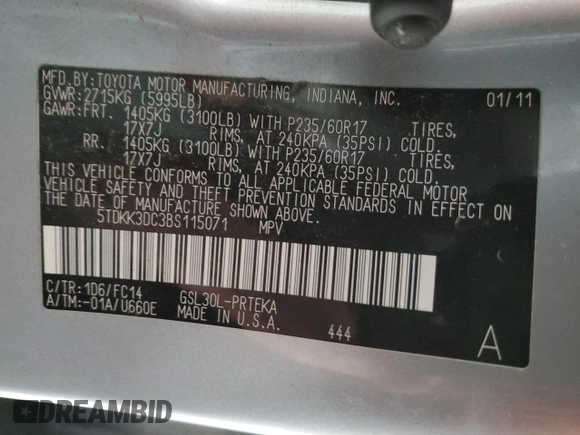 MFD.BY:TOYOTA MOTOR MANUFACTURING, INDIANA, INC. 01/11
GVWR:2715KG (5995LB)
GAWR:FRT. 1405KG (3100LB) WITH P235/60R17 TIRES,
17X7J RIMS, AT 240KPA (35PSI) COLD.
RR. 1405KG (3100LB) WITH P235/60R17 TIRES,
17X7J RIMS, AT 240KPA (35PSI) COLD.
THIS VEHICLE CONFORMS TO ALL APPLICABLE FEDERAL MOTOR
VEHICLE SAFETY AND THEFT PREVENTION STANDARDS IN EFFECT ON
THE DATE OF MANUFACTURE SHOWN ABOVE.
5TDKK3DC3BS115071 MPV
C/TR:1D6/FC14 GSL30L-PRTEKA
A/TM:-01A/U660E MADE IN U.S.A. 444 A
DREAMBID